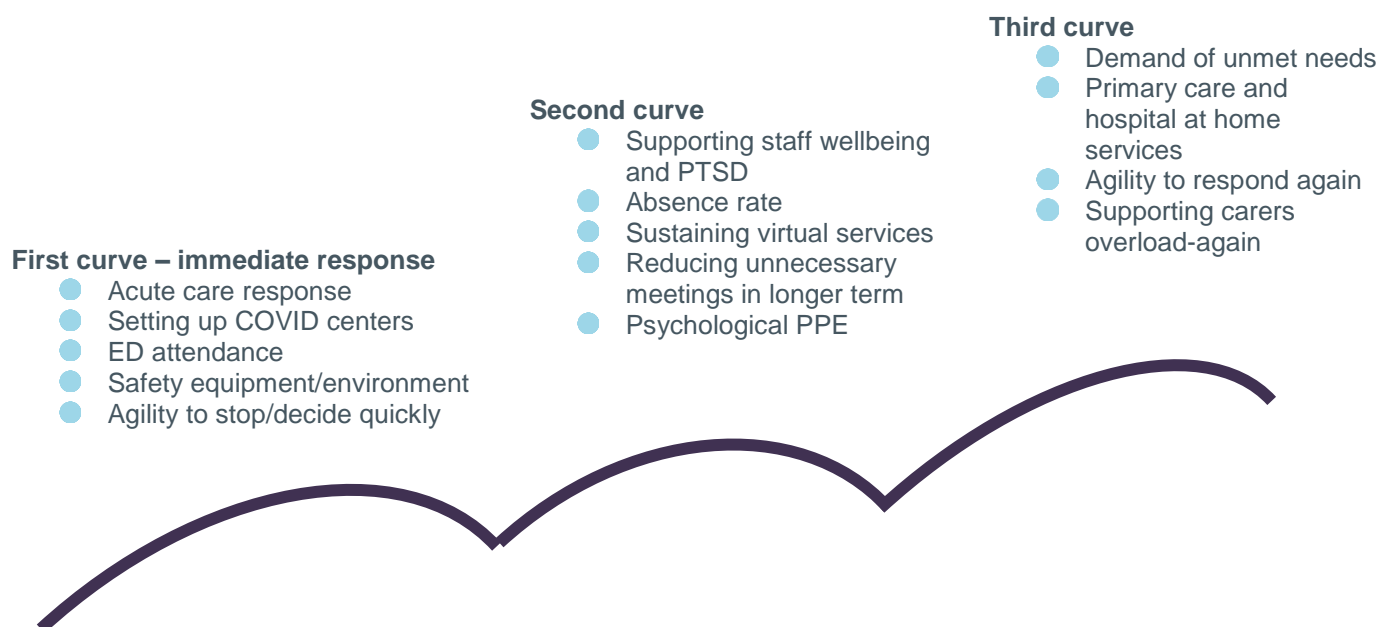 First curve – immediate response
Acute care response
Setting up COVID centers
ED attendance
Safety equipment/environment
Agility to stop/decide quickly
Second curve
Supporting staff wellbeing
and PTSD
Absence rate
Sustaining virtual services
Reducing unnecessary
meetings in longer term
Psychological PPE
Third curve
Demand of unmet needs
Primary care and
hospital at home
services
Agility to respond again
Supporting carers
overload-again